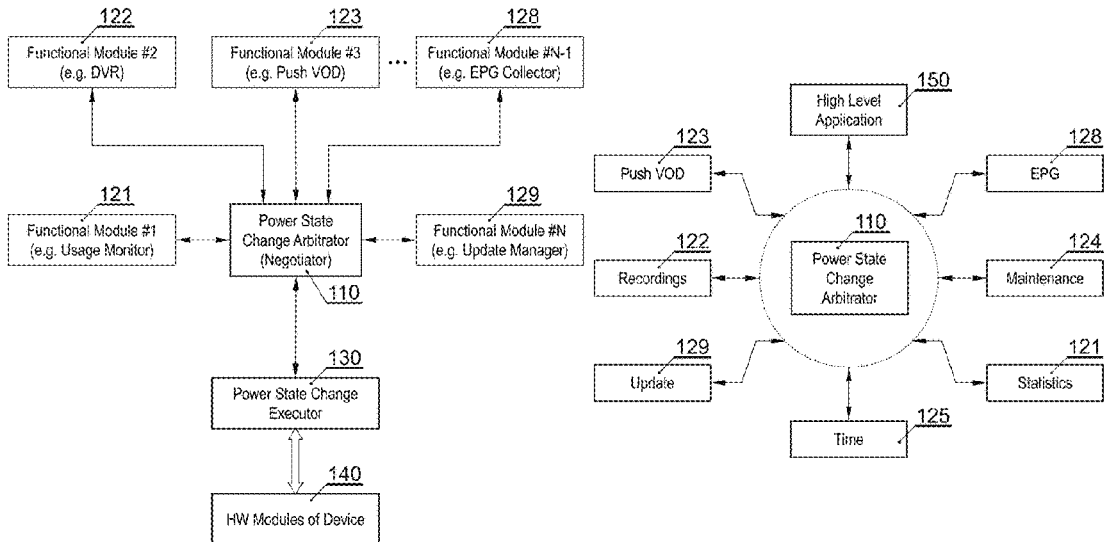 122
Functional Module #2
(e.g. DVR)
123
Functional Module #3
(e.g. Push VOD)
...
128
Functional Module #N-1
(e.g. EPG Collector)
121
Functional Module #1
(e.g. Usage Monitor)
Power State
Change Arbitrator
(Negotiator)
110
129
Functional Module #N
(e.g. Update Manager)
130
Power State Change
Executor
140
HW Modules of Device
150
High Level
Application
123
Push VOD
128
EPG
122
Recordings
110
Power State
Change
Arbitrator
124
Maintenance
129
Update
121
Statistics
Time
125